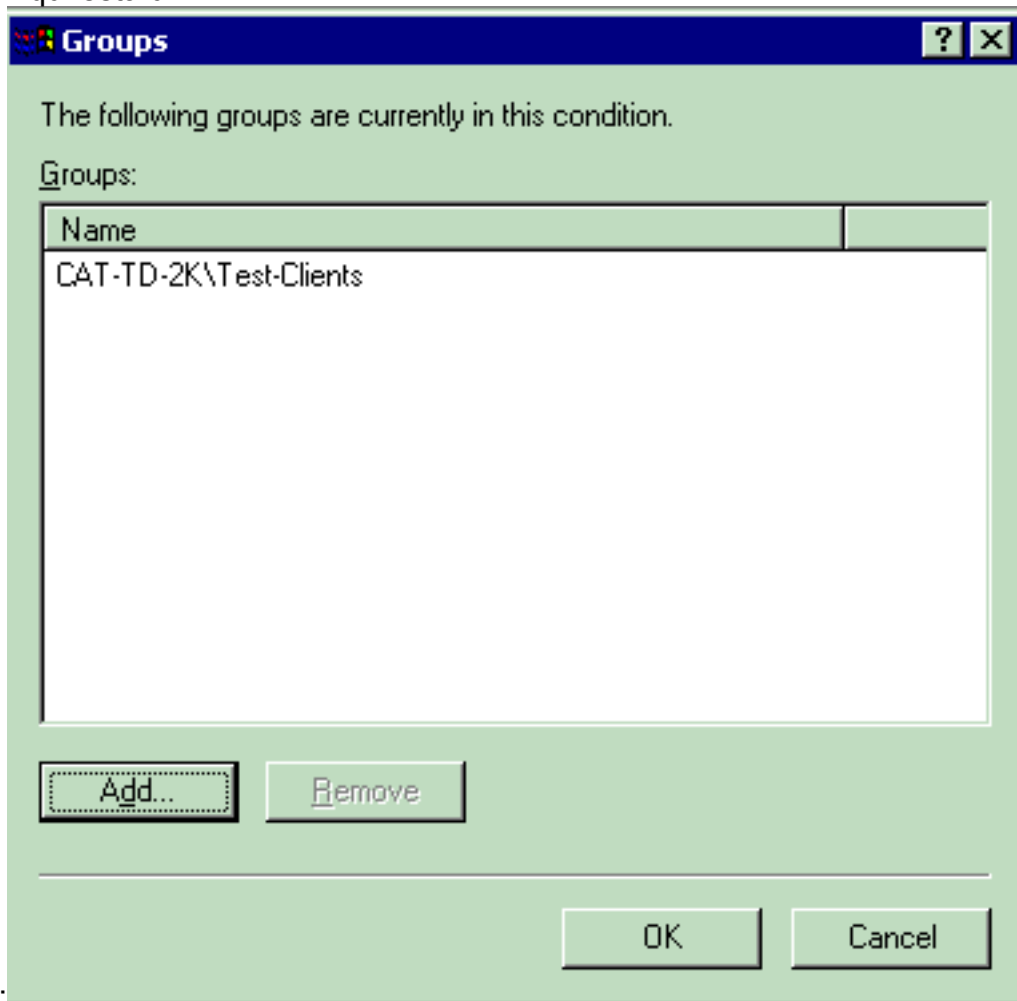 Groups
The following groups are currently in this condition.
Groups:
Name
CAT-TD-2K\Test-Clients
Add...
Remove
OK
Cancel
.